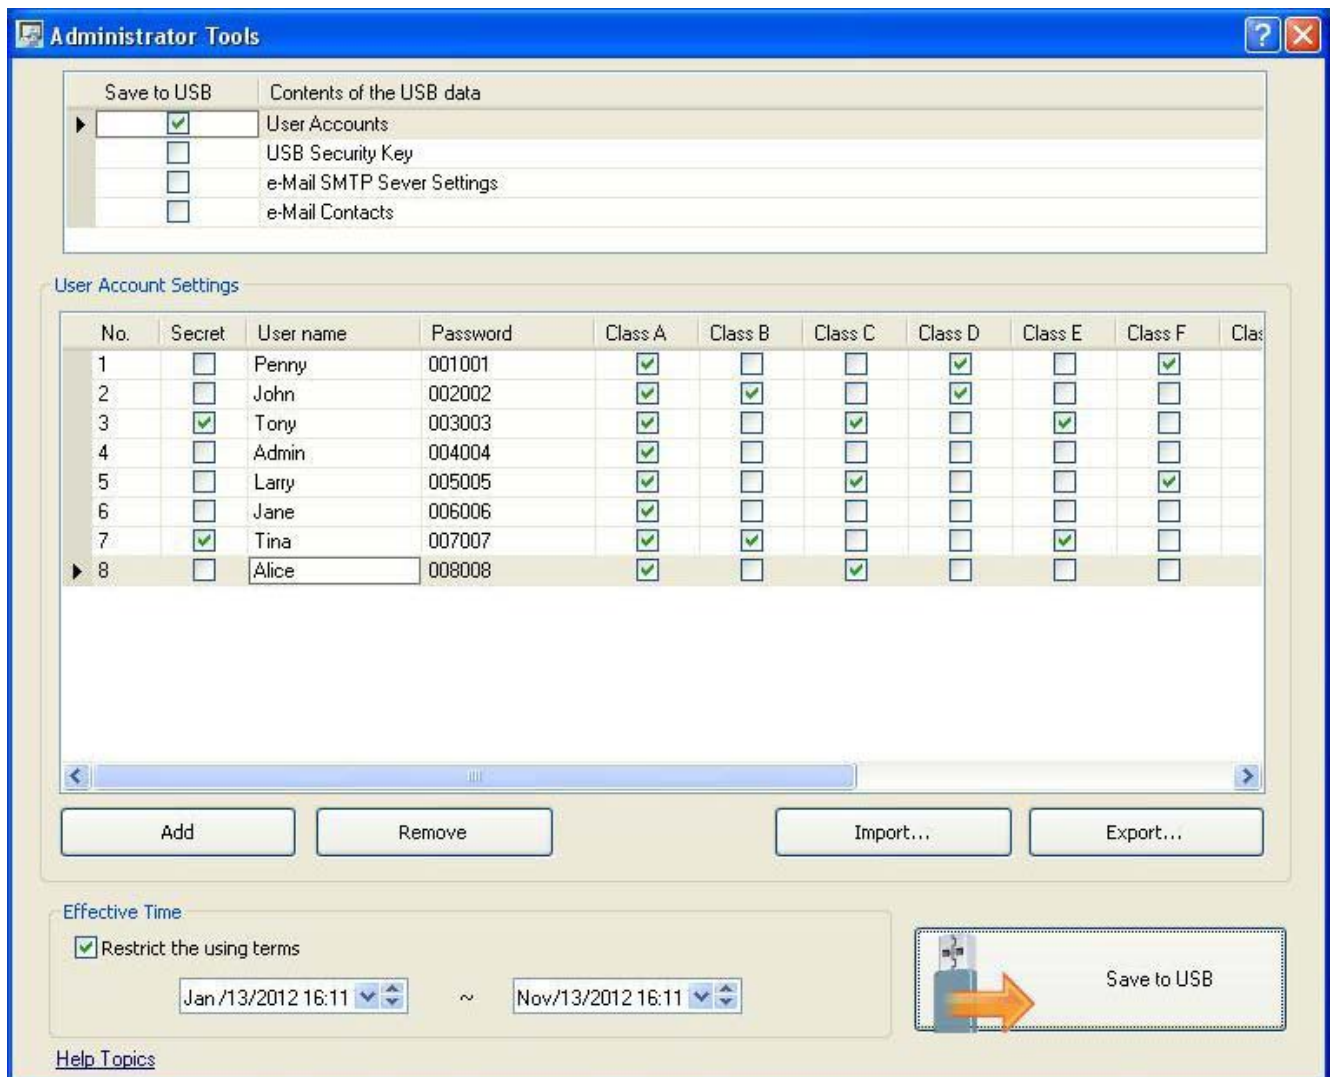 Administrator Tools
Save to USB Contents of the USB data
User Accounts
USB Security Key
e-Mail SMTP Sever Settings
e-Mail Contacts
User Account Settings
No. Secret User name Password Class A Class B Class C Class D Class E Class F Clas
1 Penny 001001
2 John 002002
3 Tony 003003
4 Admin 004004
5 Larry 005005
6 Jane 006006
7 Tina 007007
8 Alice 008008
Add Remove Import... Export...
Effective Time
Restrict the using terms
Jan /13/2012 16:11 ~ Nov/13/2012 16:11
Save to USB
Help Topics